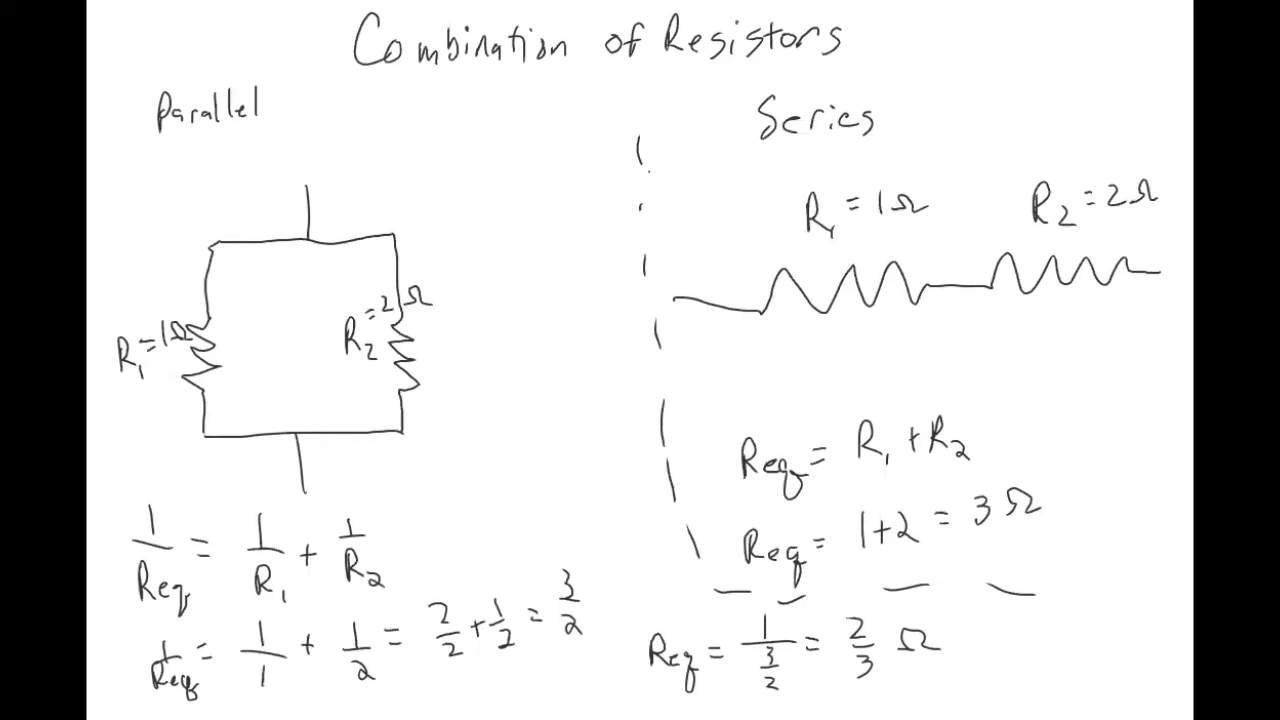 Combination of Resistors
Parallel
R₁ = 1Ω
R₂ = 2Ω
1/Req = 1/R₁ + 1/R₂
1/Req = 1/1 + 1/2 = 2/2 + 1/2 = 3/2
Series
R₁ = 1Ω
R₂ = 2Ω
Req = R₁ + R₂
Req = 1+2 = 3Ω
Req = 1/(3/2) = 2/3 Ω